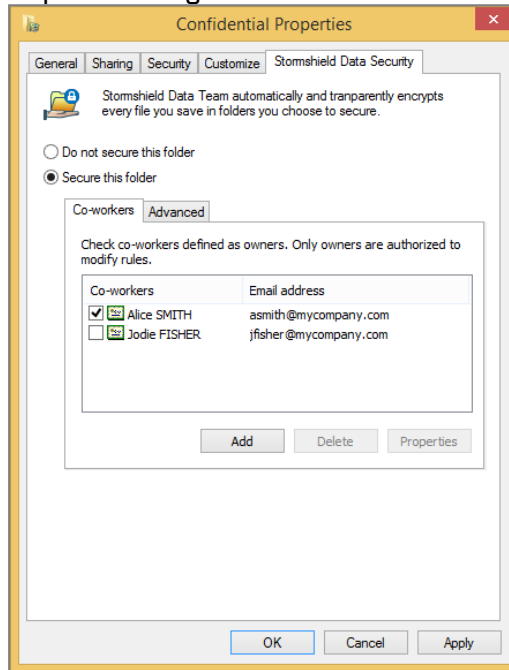 Confidential Properties
General Sharing Security Customize Stormshield Data Security
Stormshield Data Team automatically and tranparently encrypts
every file you save in folders you choose to secure.
Do not secure this folder
Secure this folder
Co-workers Advanced
Check co-workers defined as owners. Only owners are authorized to
modify rules.
Co-workers Email address
Alice SMITH asmith@mycompany.com
Jodie FISHER jfisher@mycompany.com
Add Delete Properties
OK Cancel Apply